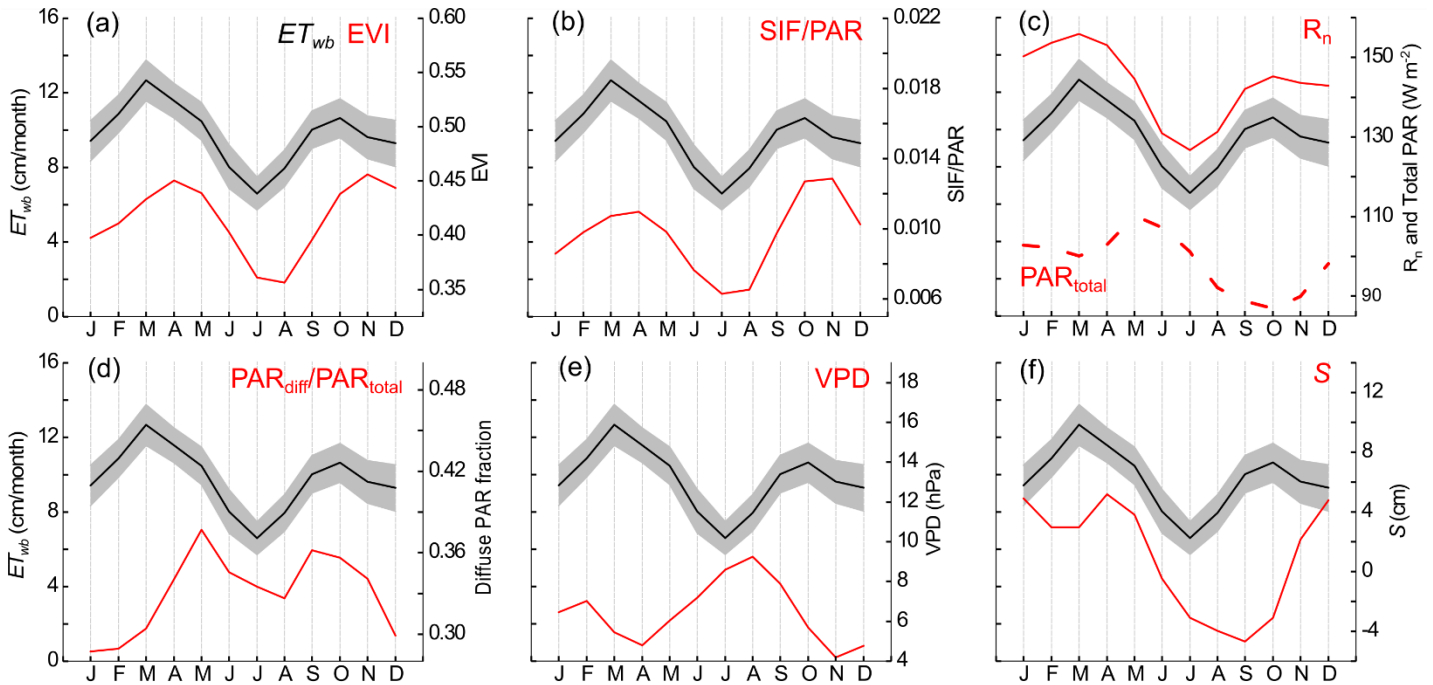 (a) ET_wb EVI
16
12
8
4
0
ET_wb (cm/month)
0.60
0.55
0.50
0.45
0.40
0.35
EVI
J F M A M J J A S O N D
(b) SIF/PAR
0.022
0.018
0.014
0.010
0.006
SIF/PAR
J F M A M J J A S O N D
(c) R_n
PAR_total
150
130
110
90
R_n and Total PAR (W m⁻²)
J F M A M J J A S O N D
(d) PAR_diff/PAR_total
16
12
8
4
0
ET_wb (cm/month)
0.48
0.42
0.36
0.30
Diffuse PAR fraction
J F M A M J J A S O N D
(e) VPD
18
16
14
12
10
8
6
4
VPD (hPa)
J F M A M J J A S O N D
(f) S
12
8
4
0
-4
S (cm)
J F M A M J J A S O N D